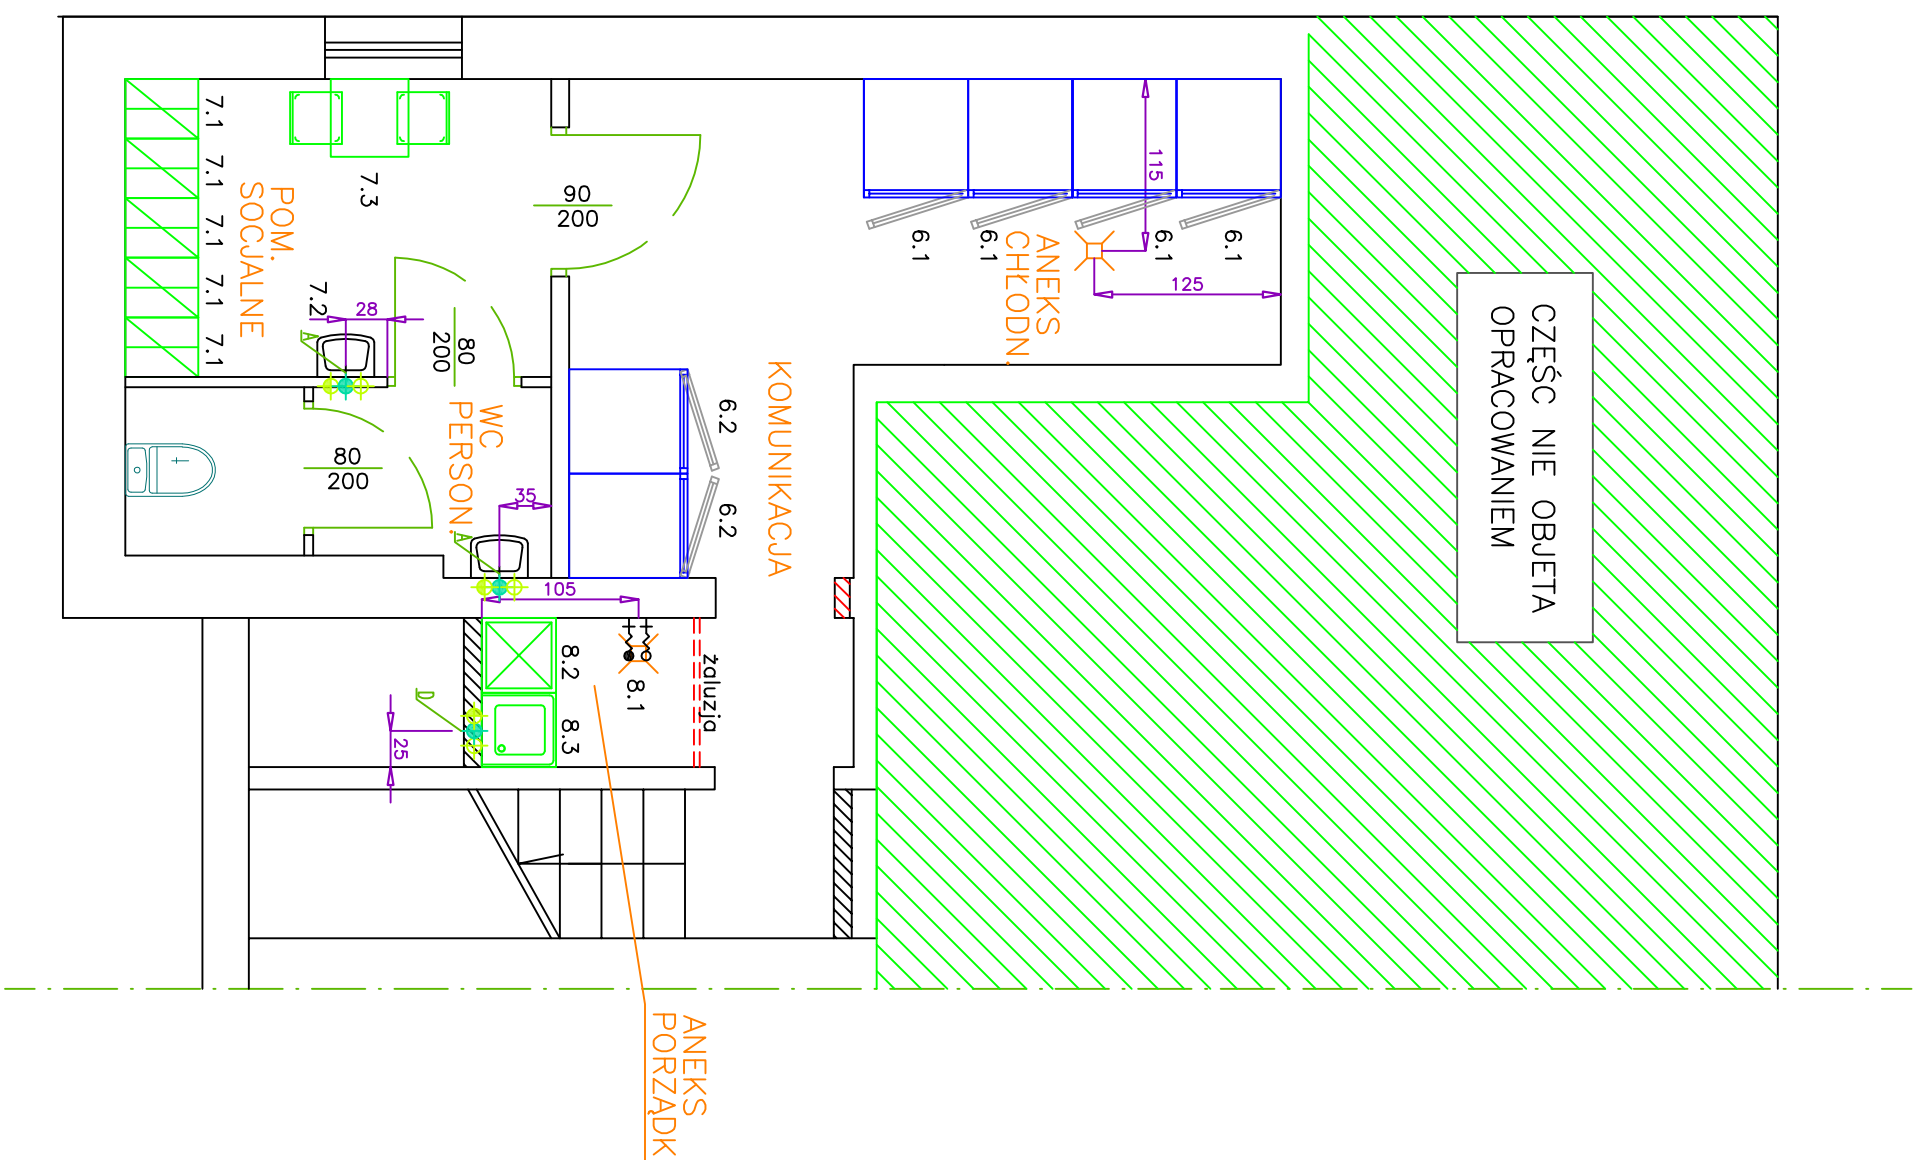 7.1
7.1
7.1
7.1
7.1
POM.
SOCJALNE
7.3
7.2
28
A
90
200
80
200
80
200
WC
PERSON.
A
35
105
6.2
6.2
KOMUNIKACJA
6.1
6.1
6.1
6.1
ANEKS
CHŁODN.
115
125
CZĘŚC NIE OBJETA
OPRACOWANIEM
8.2
8.3
8.1
żaluzja
D
25
ANEKS
PORZĄDK